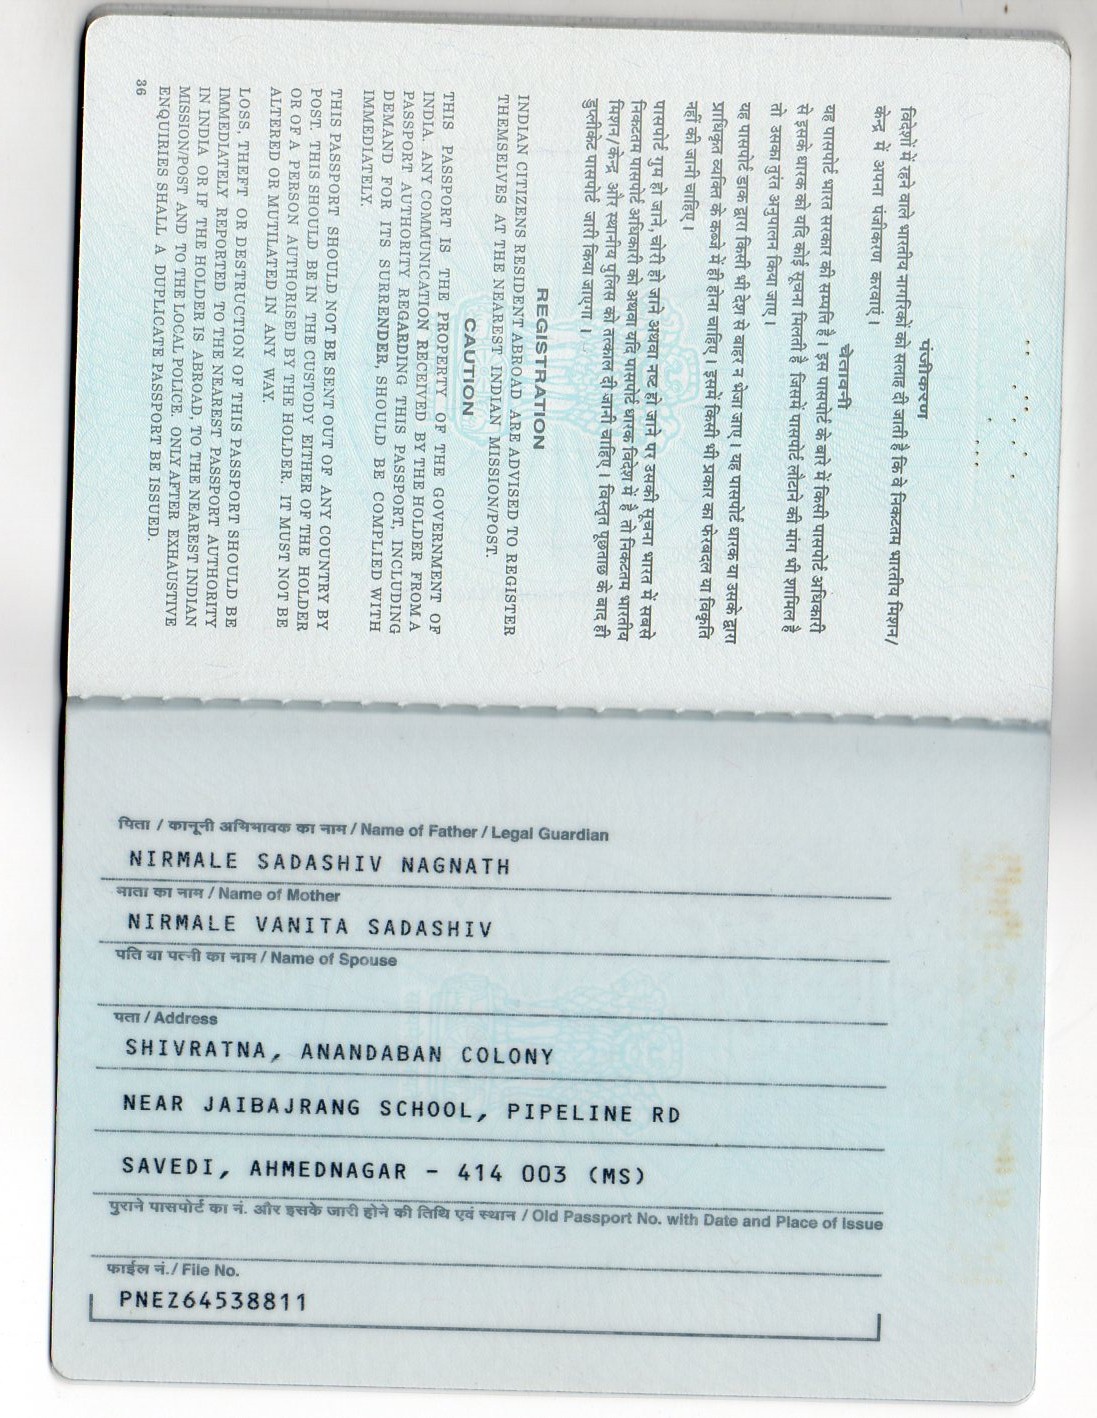 पंजीकरण
विदेशों में रहने वाले भारतीय नागरिकों को सलाह दी जाती है कि वे निकटतम भारतीय मिशन/
केन्द्र में अपना पंजीकरण करवाएं ।
चेतावनी
यह पासपोर्ट भारत सरकार की सम्पत्ति है । इस पासपोर्ट के बारे में किसी पासपोर्ट अधिकारी
से इसके धारक को यदि कोई सूचना मिलती है जिसमें पासपोर्ट लौटाने की मांग भी शामिल है
तो उसका तुरंत अनुपालन किया जाए ।
यह पासपोर्ट डाक द्वारा किसी भी देश से बाहर न भेजा जाए । यह पासपोर्ट धारक या उसके द्वारा
प्राधिकृत व्यक्ति के कब्जे में ही होना चाहिए । इसमें किसी भी प्रकार का फेरबदल या विकृति
नहीं की जानी चाहिए ।
पासपोर्ट गुम हो जाने, चोरी हो जाने अथवा नष्ट हो जाने पर उसकी सूचना भारत में सबसे
निकटतम पासपोर्ट अधिकारी को अथवा यदि पासपोर्ट धारक विदेश में है तो निकटतम भारतीय
मिशन/केन्द्र और स्थानीय पुलिस को तत्काल दी जानी चाहिए । विस्तृत पूछताछ के बाद ही
डुप्लीकेट पासपोर्ट जारी किया जाएगा ।
REGISTRATION
INDIAN CITIZENS RESIDENT ABROAD ARE ADVISED TO REGISTER
THEMSELVES AT THE NEAREST INDIAN MISSION/POST.
CAUTION
THIS PASSPORT IS THE PROPERTY OF THE GOVERNMENT OF
INDIA. ANY COMMUNICATION RECEIVED BY THE HOLDER FROM A
PASSPORT AUTHORITY REGARDING THIS PASSPORT, INCLUDING
DEMAND FOR ITS SURRENDER, SHOULD BE COMPLIED WITH
IMMEDIATELY.
THIS PASSPORT SHOULD NOT BE SENT OUT OF ANY COUNTRY BY
POST. THIS SHOULD BE IN THE CUSTODY EITHER OF THE HOLDER
OR OF A PERSON AUTHORISED BY THE HOLDER. IT MUST NOT BE
ALTERED OR MUTILATED IN ANY WAY.
LOSS, THEFT OR DESTRUCTION OF THIS PASSPORT SHOULD BE
IMMEDIATELY REPORTED TO THE NEAREST PASSPORT AUTHORITY
IN INDIA OR IF THE HOLDER IS ABROAD, TO THE NEAREST INDIAN
MISSION/POST AND TO THE LOCAL POLICE. ONLY AFTER EXHAUSTIVE
ENQUIRIES SHALL A DUPLICATE PASSPORT BE ISSUED.
36
पिता / कानूनी अभिभावक का नाम / Name of Father / Legal Guardian
NIRMALE SADASHIV NAGNATH
माता का नाम / Name of Mother
NIRMALE VANITA SADASHIV
पति या पत्नी का नाम / Name of Spouse
पता / Address
SHIVRATNA, ANANDABAN COLONY
NEAR JAIBAJRANG SCHOOL, PIPELINE RD
SAVEDI, AHMEDNAGAR - 414 003 (MS)
पुराने पासपोर्ट का नं. और इसके जारी होने की तिथि एवं स्थान / Old Passport No. with Date and Place of Issue
फाईल नं./ File No.
PNEZ64538811